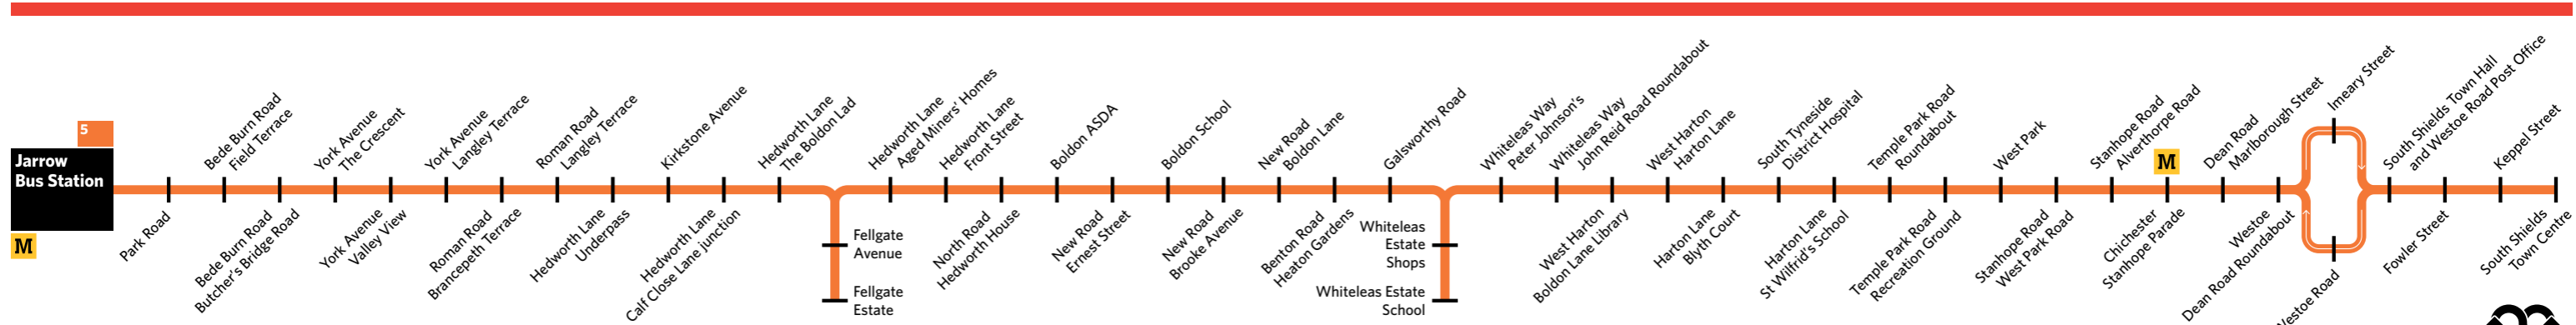 5
Jarrow
Bus Station
M
Park Road
Bede Burn Road
Field Terrace
Bede Burn Road
Butcher's Bridge Road
York Avenue
The Crescent
York Avenue
Valley View
York Avenue
Langley Terrace
Roman Road
Brancepeth Terrace
Roman Road
Langley Terrace
Hedworth Lane
Underpass
Kirkstone Avenue
Hedworth Lane
Calf Close Lane junction
Hedworth Lane
The Boldon Lad
Fellgate
Avenue
Fellgate
Estate
Hedworth Lane
Aged Miners' Homes
Hedworth Lane
Front Street
North Road
Hedworth House
Boldon ASDA
New Road
Ernest Street
Boldon School
New Road
Brooke Avenue
New Road
Boldon Lane
Benton Road
Heaton Gardens
Galsworthy Road
Whiteleas
Estate
Shops
Whiteleas Estate
School
Whiteleas Way
Peter Johnson's
Whiteleas Way
John Reid Road Roundabout
West Harton
Boldon Lane Library
West Harton
Harton Lane
Harton Lane
Blyth Court
South Tyneside
District Hospital
Harton Lane
St Wilfrid's School
Temple Park Road
Roundabout
Temple Park Road
Recreation Ground
West Park
Stanhope Road
West Park Road
Stanhope Road
Alverthorpe Road
M
Chichester
Stanhope Parade
Dean Road
Marlborough Street
Westoe
Dean Road Roundabout
Imeary Street
Westoe Road
South Shields Town Hall
and Westoe Road Post Office
Fowler Street
Keppel Street
South Shields
Town Centre